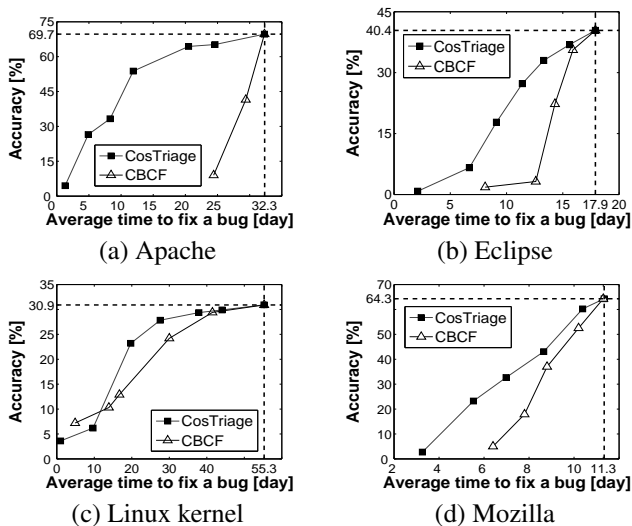 75
69.7
60
45
30
15
0
Accuracy [%]
CosTriage
CBCF
0 5 10 15 20 25 32.3
Average time to fix a bug [day]
(a) Apache
45
40.4
30
15
0
Accuracy [%]
CosTriage
CBCF
0 5 10 15 17.9 20
Average time to fix a bug [day]
(b) Eclipse
35
30.9
25
20
15
10
5
0
Accuracy [%]
CosTriage
CBCF
0 10 20 30 40 55.3
Average time to fix a bug [day]
(c) Linux kernel
70
64.3
50
40
30
20
10
0
Accuracy [%]
CosTriage
CBCF
2 4 6 8 10 11.3
Average time to fix a bug [day]
(d) Mozilla